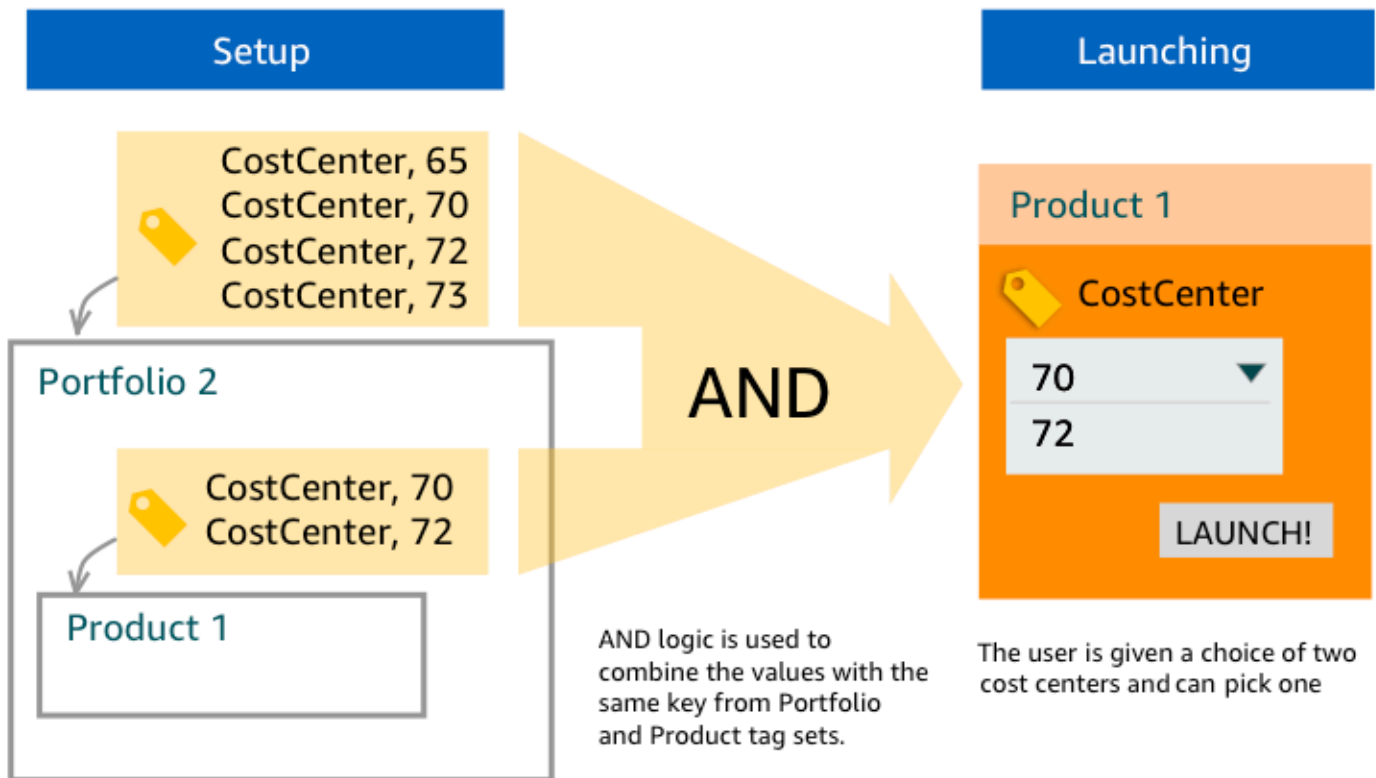 Setup
Launching
CostCenter, 65
CostCenter, 70
CostCenter, 72
CostCenter, 73
Portfolio 2
CostCenter, 70
CostCenter, 72
Product 1
AND
AND logic is used to
combine the values with the
same key from Portfolio
and Product tag sets.
Product 1
CostCenter
70
72
LAUNCH!
The user is given a choice of two
cost centers and can pick one